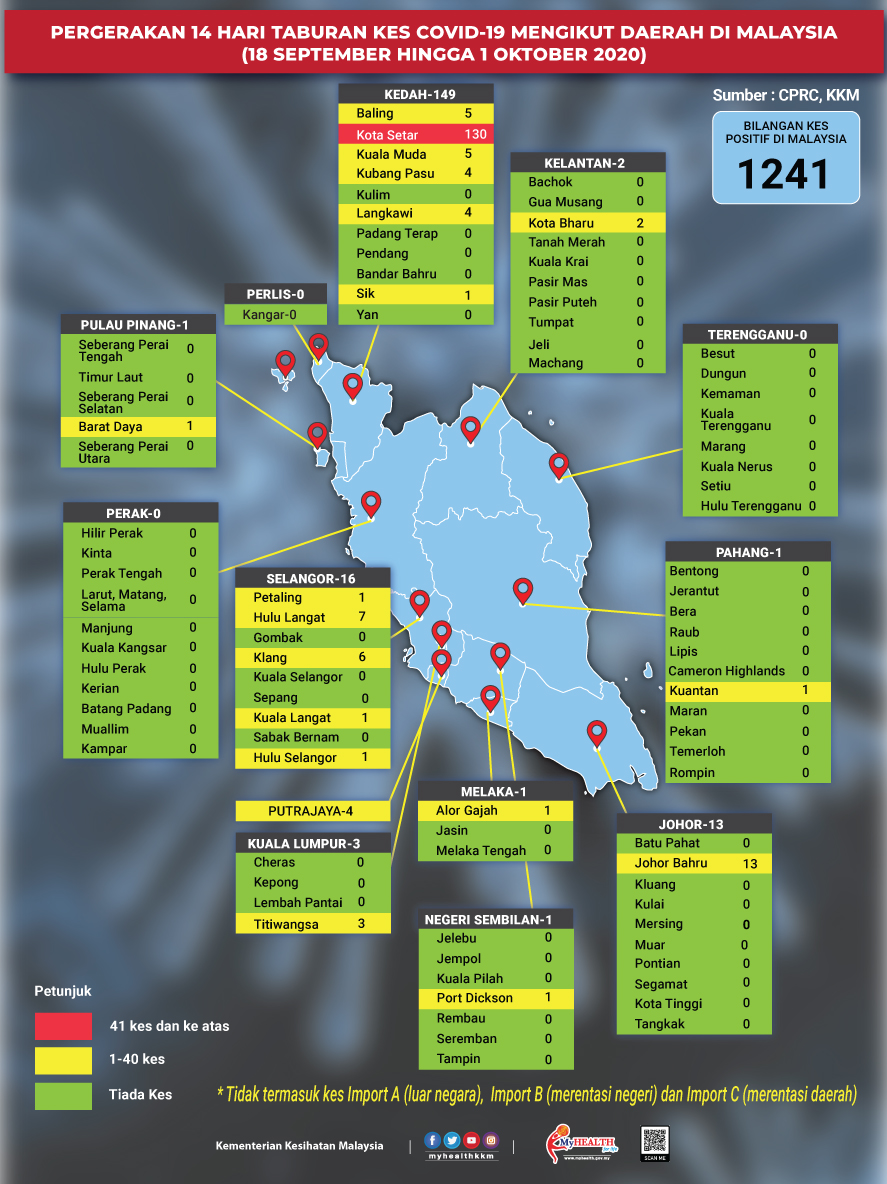 PERGERAKAN 14 HARI TABURAN KES COVID-19 MENGIKUT DAERAH DI MALAYSIA
(18 SEPTEMBER HINGGA 1 OKTOBER 2020)
Sumber : CPRC, KKM
BILANGAN KES
POSITIF DI MALAYSIA
1241
KEDAH-149
Baling 5
Kota Setar 130
Kuala Muda 5
Kubang Pasu 4
Kulim 0
Langkawi 4
Padang Terap 0
Pendang 0
Bandar Bahru 0
Sik 1
Yan 0
KELANTAN-2
Bachok 0
Gua Musang 0
Kota Bharu 2
Tanah Merah 0
Kuala Krai 0
Pasir Mas 0
Pasir Puteh 0
Tumpat 0
Jeli 0
Machang 0
PERLIS-0
Kangar-0
PULAU PINANG-1
Seberang Perai
Tengah 0
Timur Laut 0
Seberang Perai
Selatan 0
Barat Daya 1
Seberang Perai
Utara 0
TERENGGANU-0
Besut 0
Dungun 0
Kemaman 0
Kuala
Terengganu 0
Marang 0
Kuala Nerus 0
Setiu 0
Hulu Terengganu 0
PERAK-0
Hilir Perak 0
Kinta 0
Perak Tengah 0
Larut, Matang,
Selama 0
Manjung 0
Kuala Kangsar 0
Hulu Perak 0
Kerian 0
Batang Padang 0
Muallim 0
Kampar 0
SELANGOR-16
Petaling 1
Hulu Langat 7
Gombak 0
Klang 6
Kuala Selangor 0
Sepang 0
Kuala Langat 1
Sabak Bernam 0
Hulu Selangor 1
PAHANG-1
Bentong 0
Jerantut 0
Bera 0
Raub 0
Lipis 0
Cameron Highlands 0
Kuantan 1
Maran 0
Pekan 0
Temerloh 0
Rompin 0
PUTRAJAYA-4
KUALA LUMPUR-3
Cheras 0
Kepong 0
Lembah Pantai 0
Titiwangsa 3
MELAKA-1
Alor Gajah 1
Jasin 0
Melaka Tengah 0
NEGERI SEMBILAN-1
Jelebu 0
Jempol 0
Kuala Pilah 0
Port Dickson 1
Rembau 0
Seremban 0
Tampin 0
JOHOR-13
Batu Pahat 0
Johor Bahru 13
Kluang 0
Kulai 0
Mersing 0
Muar 0
Pontian 0
Segamat 0
Kota Tinggi 0
Tangkak 0
Petunjuk
41 kes dan ke atas
1-40 kes
Tiada Kes
* Tidak termasuk kes Import A (luar negara), Import B (merentasi negeri) dan Import C (merentasi daerah)
Kementerian Kesihatan Malaysia
myhealthkkm
MyHEALTH
for life
www.myhealth.gov.my
SCAN ME